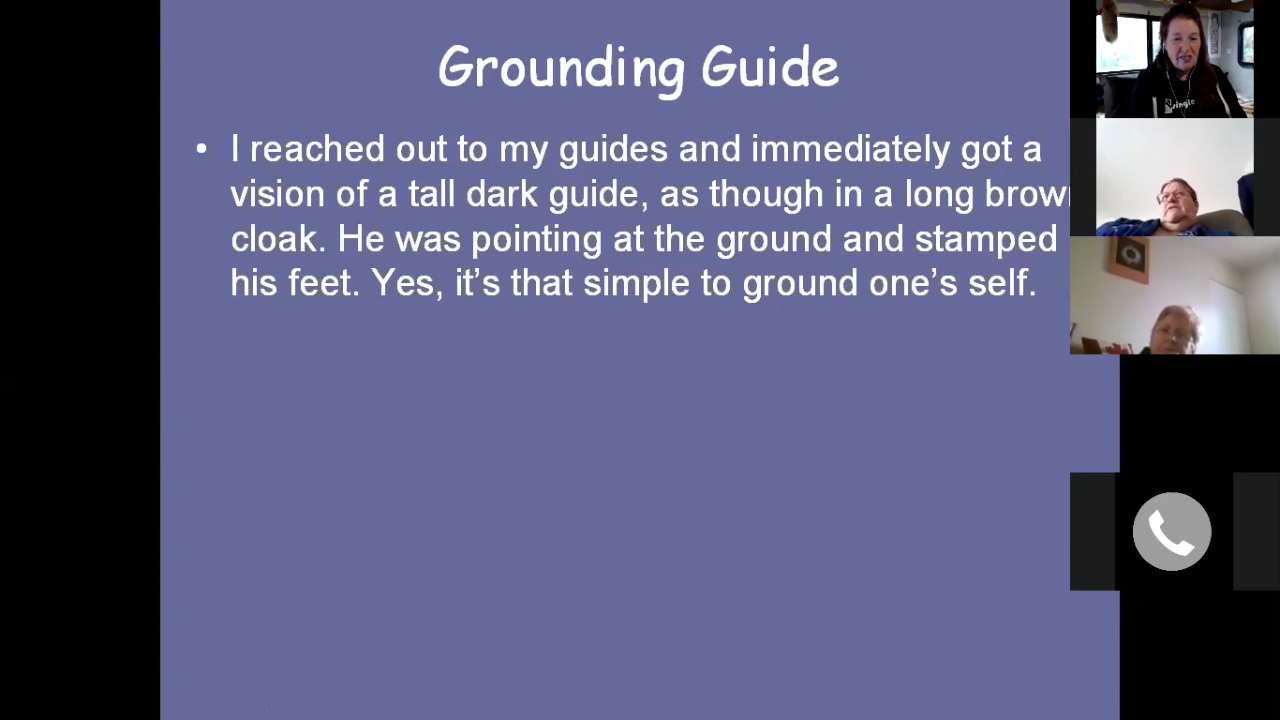 Grounding Guide
• I reached out to my guides and immediately got a
vision of a tall dark guide, as though in a long brow
cloak. He was pointing at the ground and stamped
his feet. Yes, it’s that simple to ground one’s self.